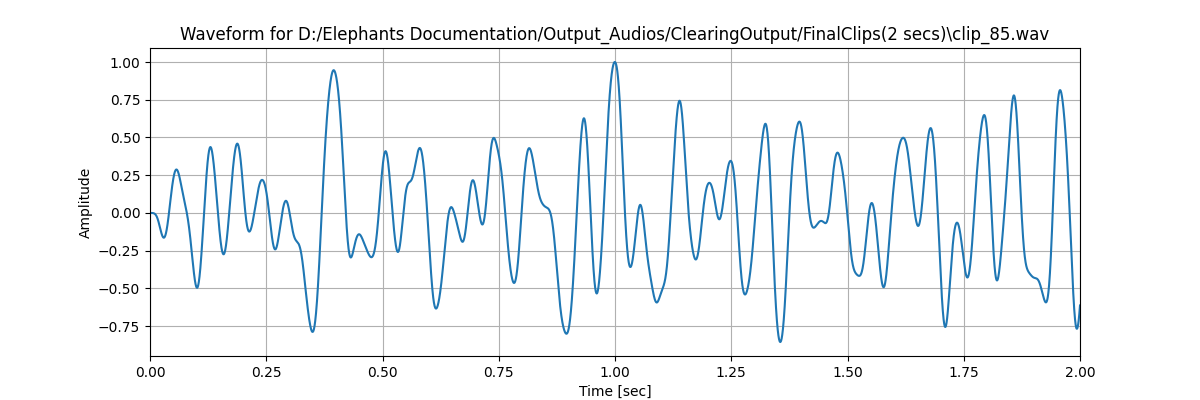 Waveform for D:/Elephants Documentation/Output_Audios/ClearingOutput/FinalClips(2 secs)\clip_85.wav
1.00
0.75
0.50
0.25
0.00
−0.25
−0.50
−0.75
Amplitude
0.00 0.25 0.50 0.75 1.00 1.25 1.50 1.75 2.00
Time [sec]